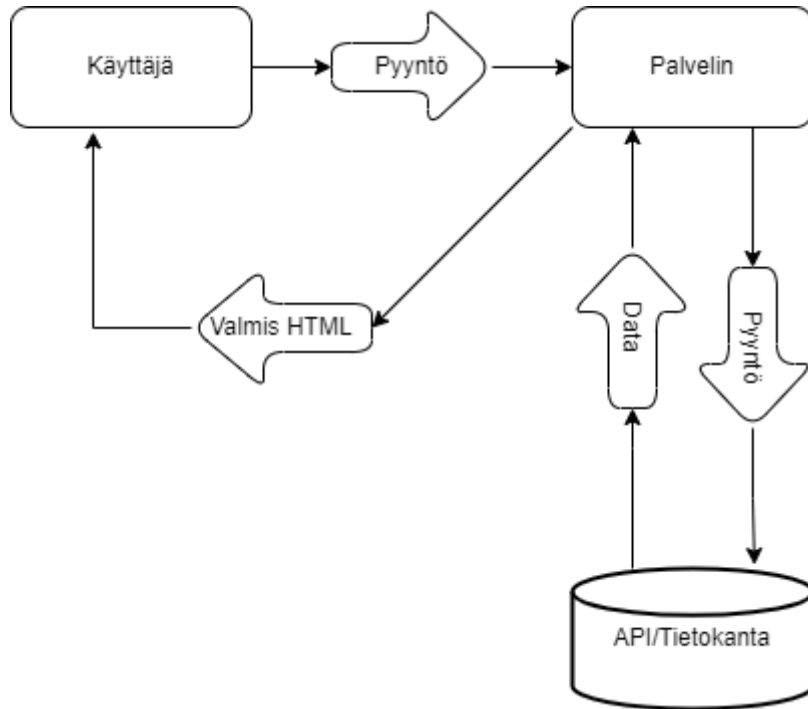 Käyttäjä
Pyyntö
Palvelin
Valmis HTML
Data
Pyyntö
API/Tietokanta